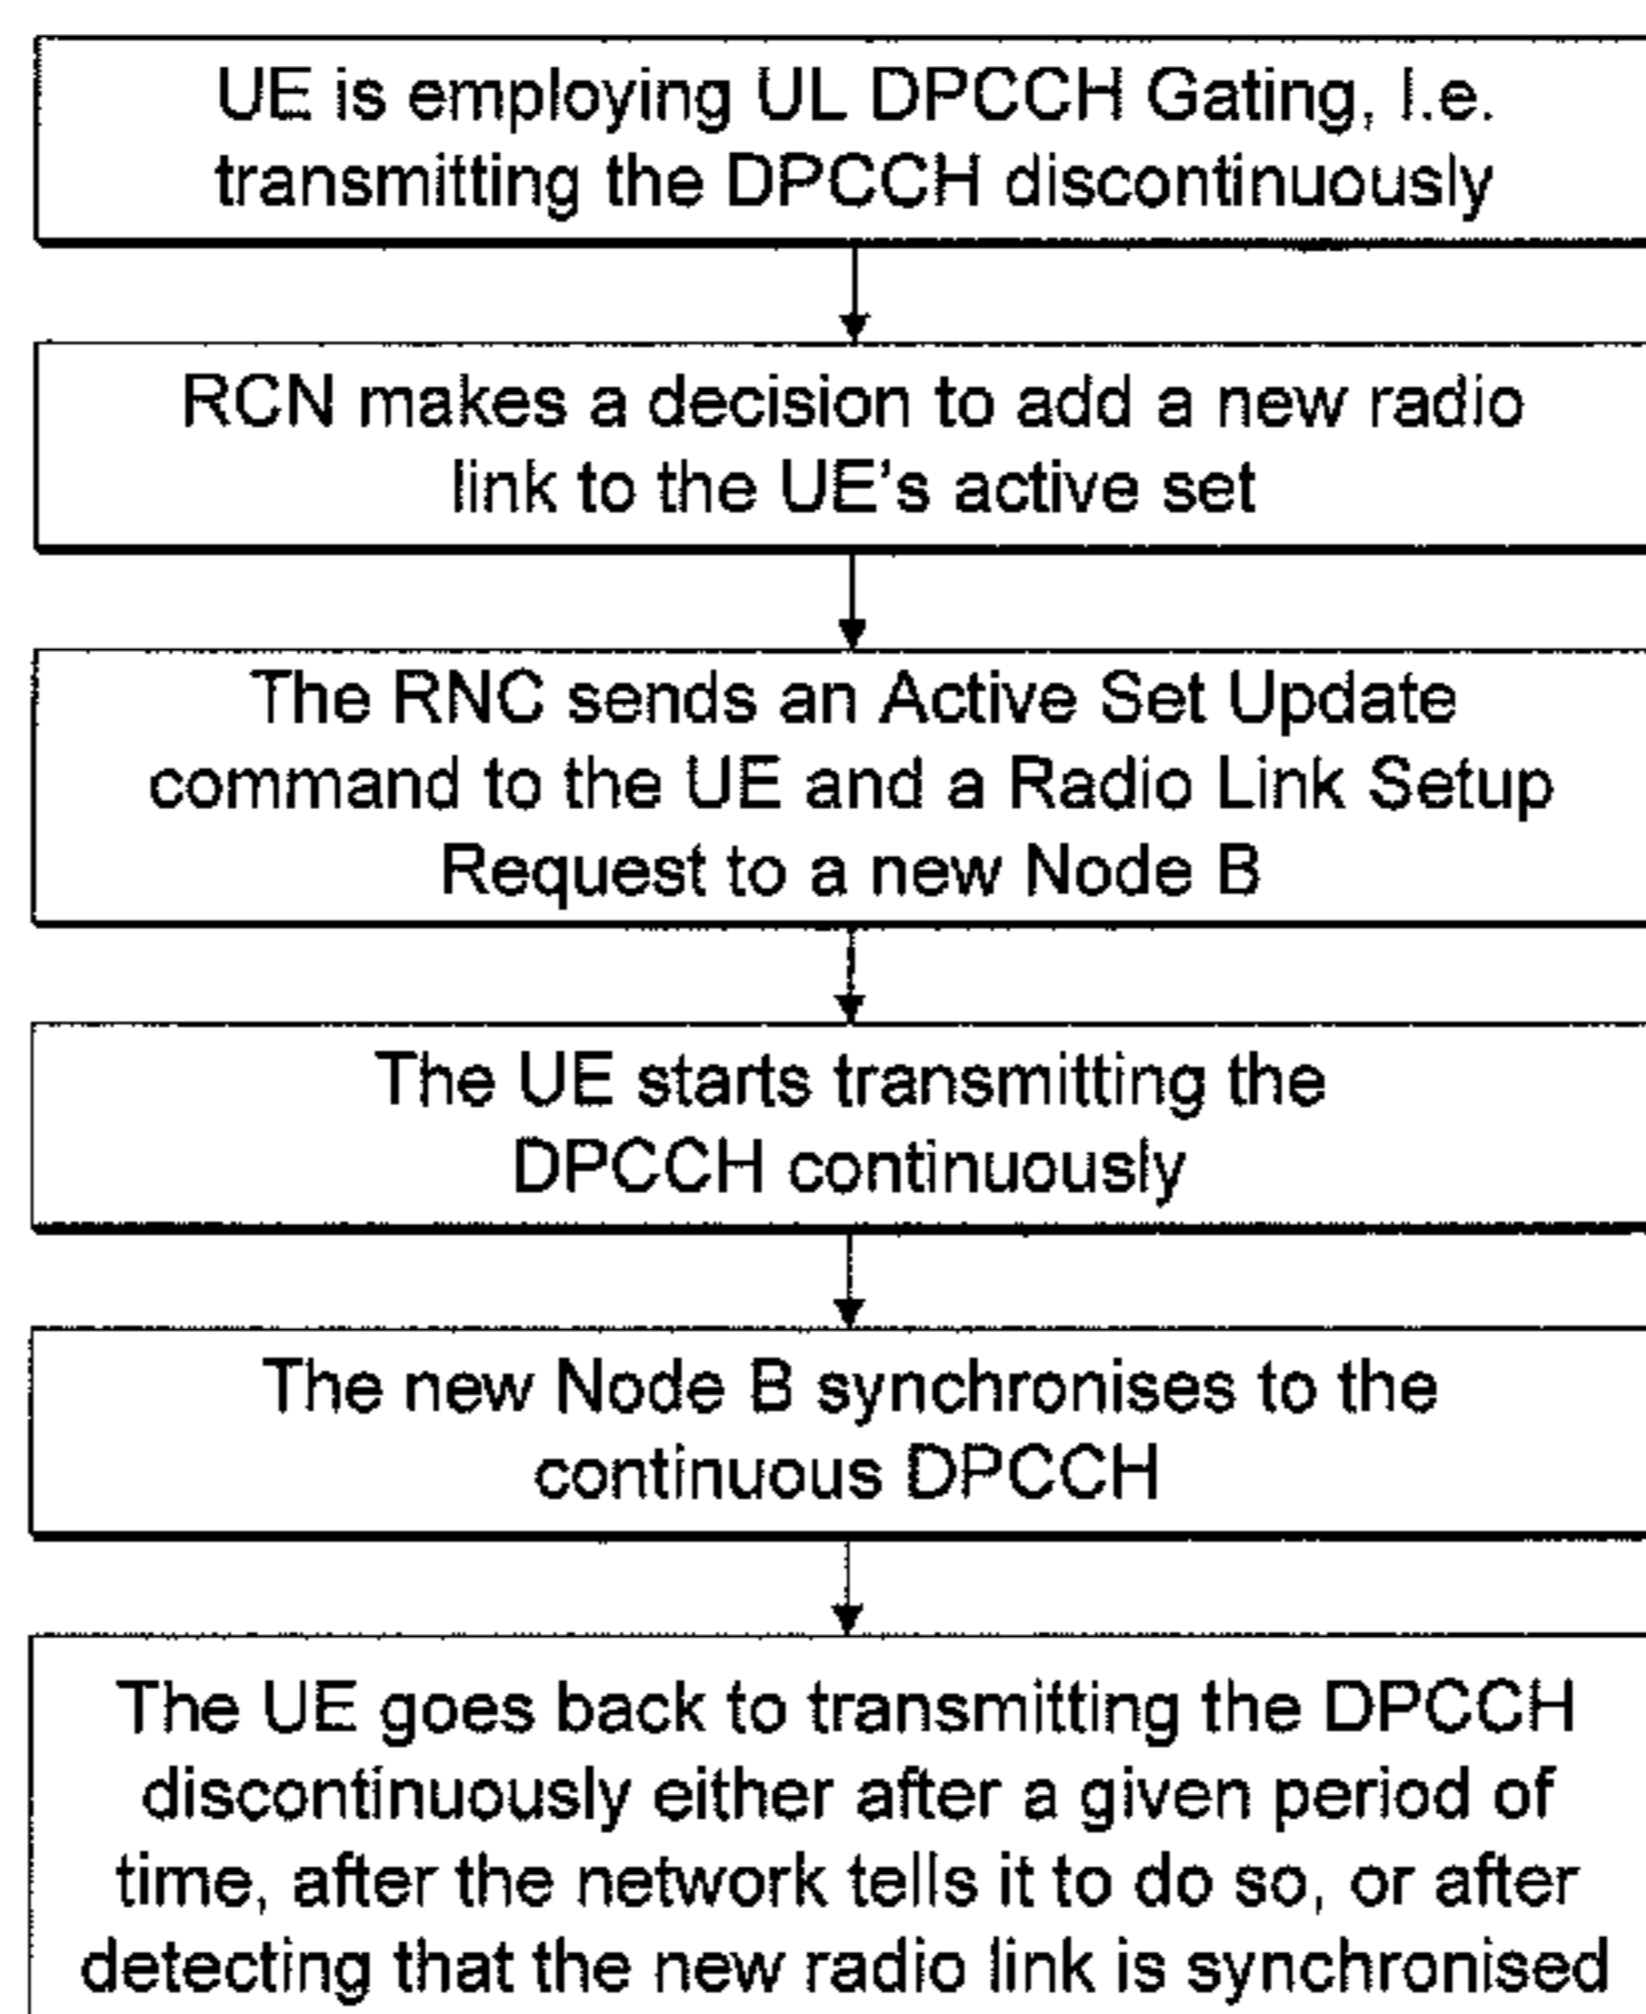 UE is employing UL DPCCH Gating, I.e.
transmitting the DPCCH discontinuously
RCN makes a decision to add a new radio
link to the UE's active set
The RNC sends an Active Set Update
command to the UE and a Radio Link Setup
Request to a new Node B
The UE starts transmitting the
DPCCH continuously
The new Node B synchronises to the
continuous DPCCH
The UE goes back to transmitting the DPCCH
discontinuously either after a given period of
time, after the network tells it to do so, or after
detecting that the new radio link is synchronised